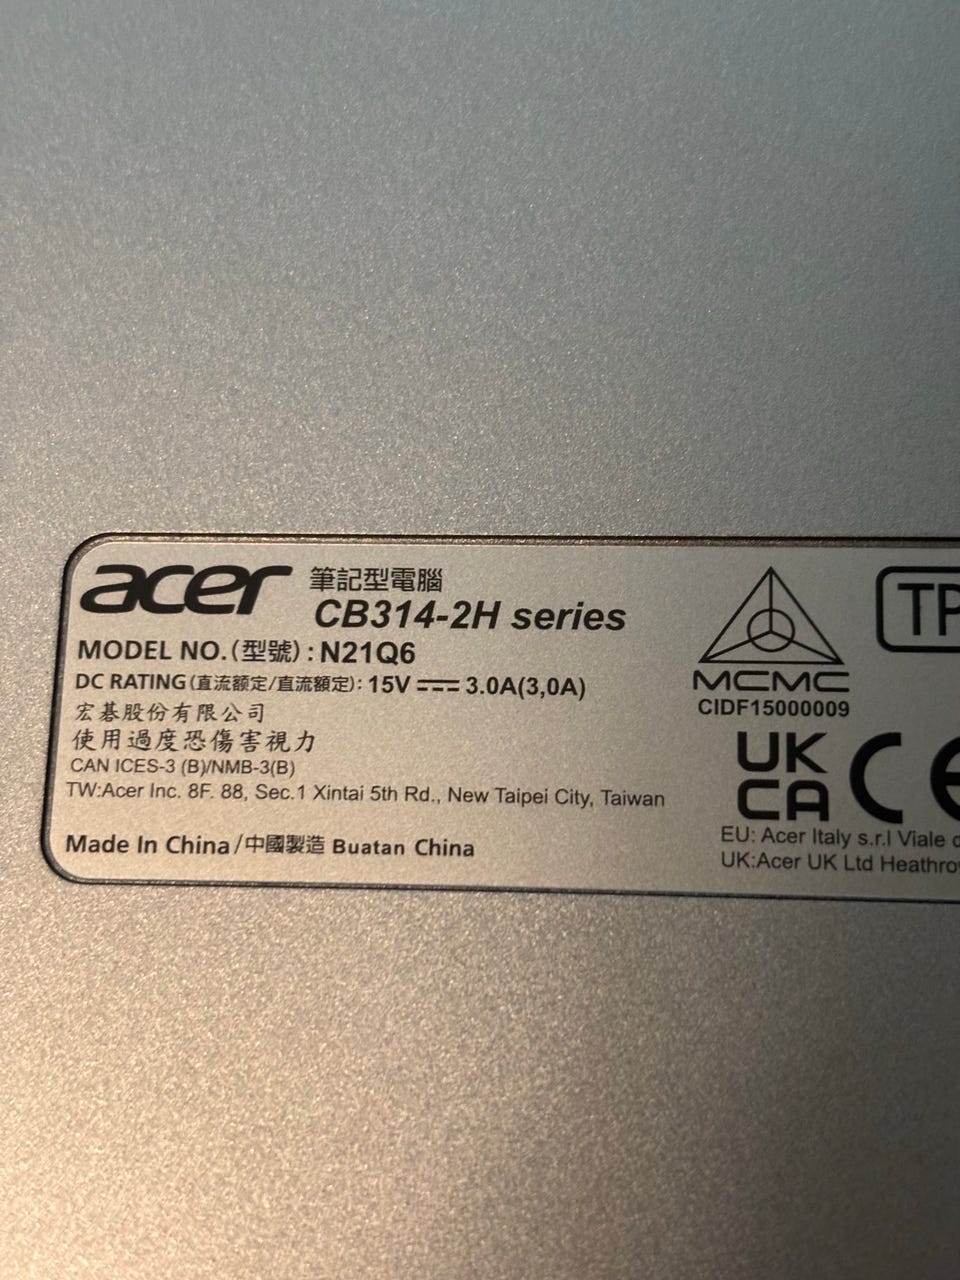 acer 筆記型電腦
CB314-2H series
MODEL NO.(型號):N21Q6
DC RATING(直流额定/直流額定): 15V ⎓ 3.0A(3,0A)
宏碁股份有限公司
使用過度恐傷害視力
CAN ICES-3 (B)/NMB-3(B)
TW:Acer Inc. 8F. 88, Sec.1 Xintai 5th Rd., New Taipei City, Taiwan
Made In China/中國製造 Buatan China
MCMC
CIDF15000009
TP
UK
CA CE
EU: Acer Italy s.r.l Viale
UK:Acer UK Ltd